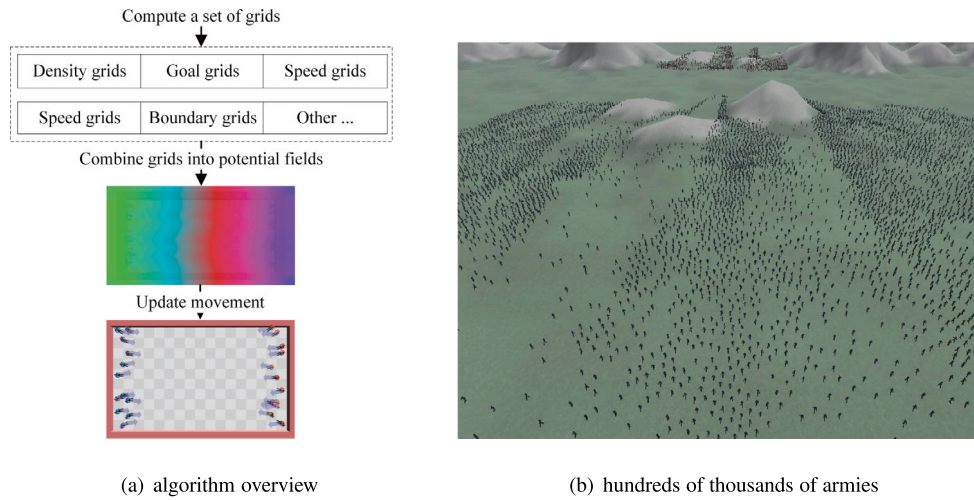 Compute a set of grids
Density grids Goal grids Speed grids
Speed grids Boundary grids Other ...
Combine grids into potential fields
Update movement
(a) algorithm overview
(b) hundreds of thousands of armies